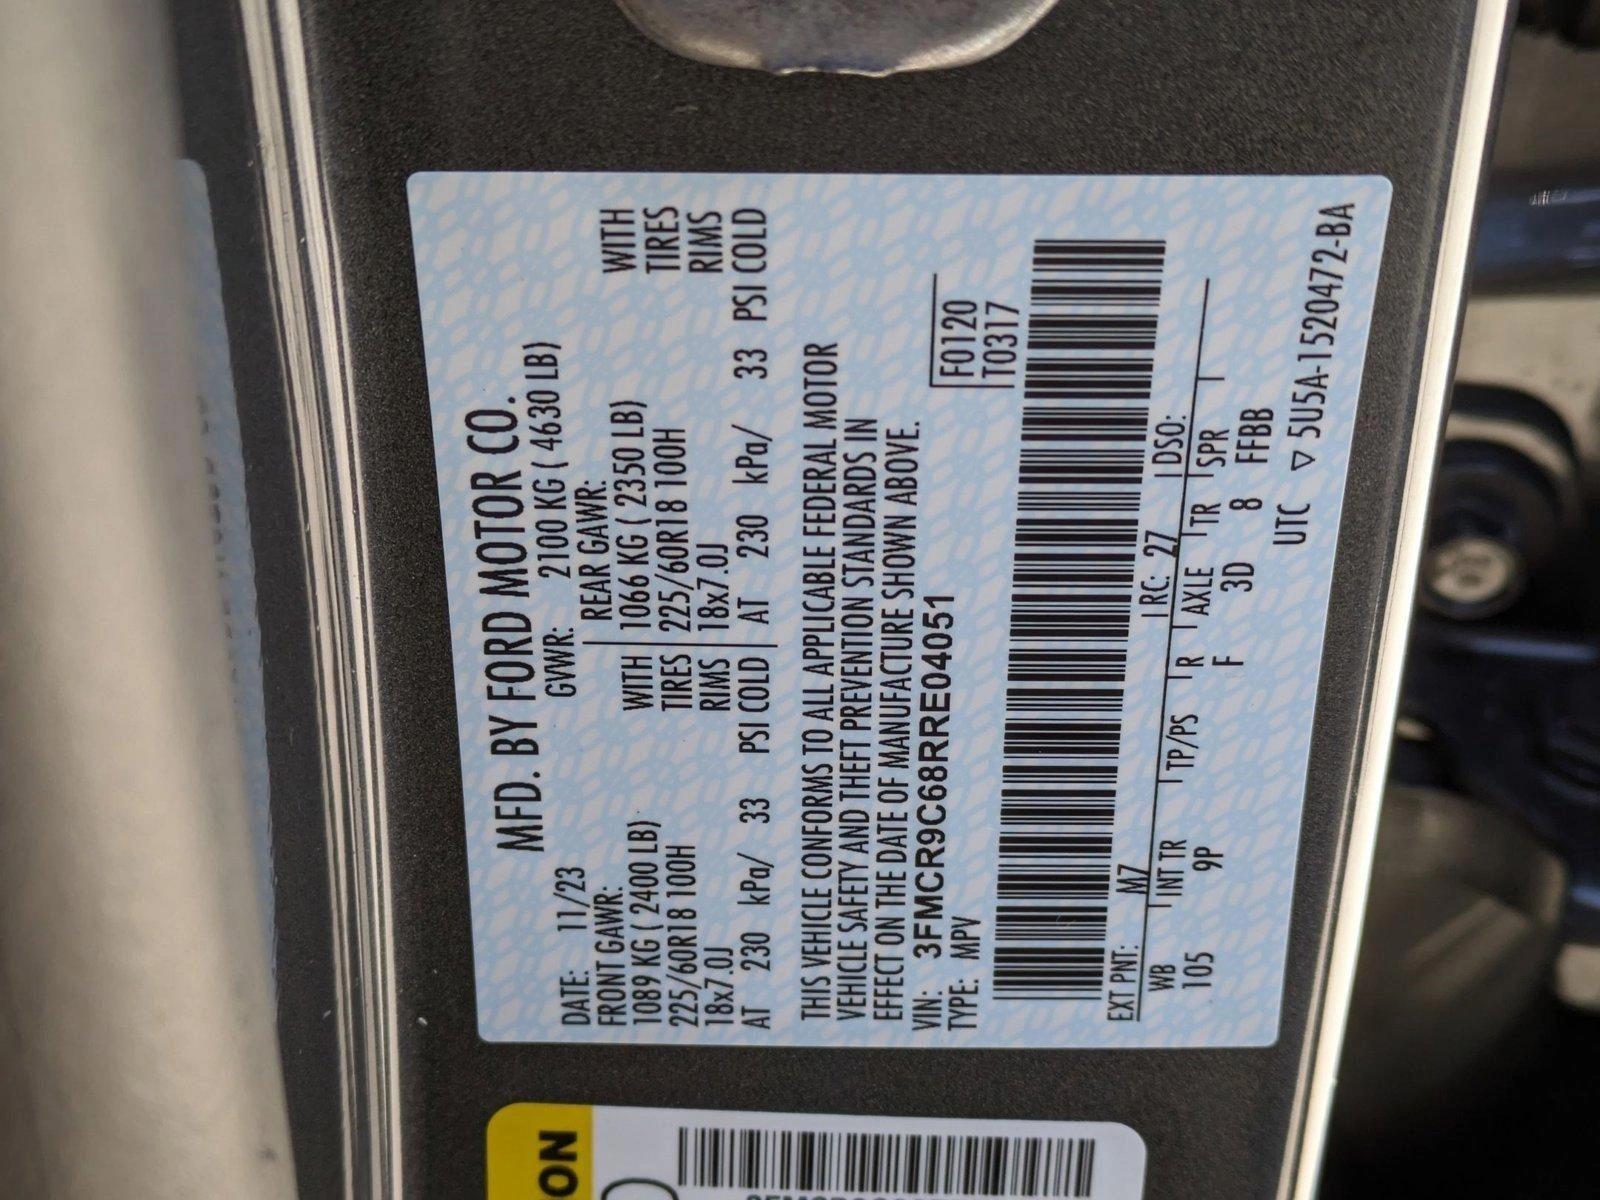 MFD. BY FORD MOTOR CO.
DATE: 11/23 GVWR: 2100 KG ( 4630 LB)
FRONT GAWR: REAR GAWR:
1089 KG ( 2400 LB) WITH 1066 KG ( 2350 LB) WITH
225/60R18 100H TIRES 225/60R18 100H TIRES
18x7.0J RIMS 18x7.0J RIMS
AT 230 kPa/ 33 PSI COLD AT 230 kPa/ 33 PSI COLD
THIS VEHICLE CONFORMS TO ALL APPLICABLE FEDERAL MOTOR
VEHICLE SAFETY AND THEFT PREVENTION STANDARDS IN
EFFECT ON THE DATE OF MANUFACTURE SHOWN ABOVE.
VIN: 3FMCR9C68RRE04051 F0120
TYPE: MPV T0317
EXT PNT: M7 RC: 27 DSO:
WB INT TR TP/PS R AXLE TR SPR
105 9P F 3D 8 FFBB
UTC ▽ 5U5A-1520472-BA
ON